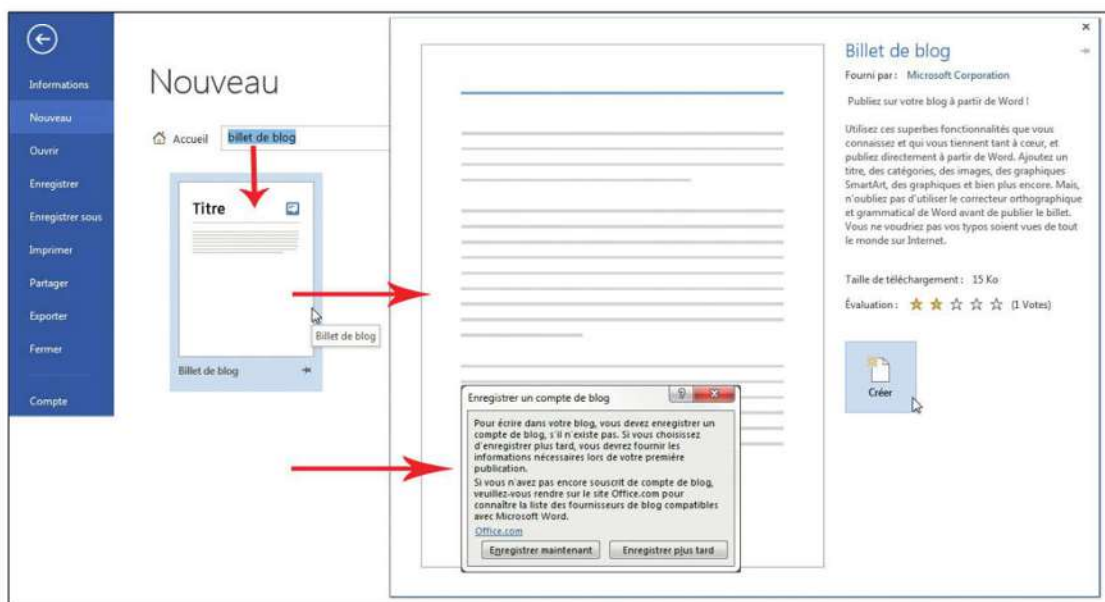 Informations
Nouveau
Ouvrir
Enregistrer
Enregistrer sous
Imprimer
Partager
Exporter
Fermer
Compte
Nouveau
Accueil
billet de blog
Titre
Billet de blog
Billet de blog
Billet de blog
Fourni par : Microsoft Corporation
Publiez sur votre blog à partir de Word !
Utilisez ces superbes fonctionnalités que vous
connaissez et qui vous tiennent tant à cœur, et
publiez directement à partir de Word. Ajoutez un
titre, des catégories, des images, des graphiques
SmartArt, des graphiques et bien plus encore. Mais,
n'oubliez pas d'utiliser le correcteur orthographique
et grammatical de Word avant de publier le billet.
Vous ne voudriez pas vos typos soient vues de tout
le monde sur Internet.
Taille de téléchargement : 15 Ko
Évaluation : (1 Votes)
Créer
Enregistrer un compte de blog
Pour écrire dans votre blog, vous devez enregistrer un
compte de blog, s'il n'existe pas. Si vous choisissez
d'enregistrer plus tard, vous devrez fournir les
informations nécessaires lors de votre première
publication.
Si vous n'avez pas encore souscrit de compte de blog,
veuillez-vous rendre sur le site Office.com pour
connaître la liste des fournisseurs de blog compatibles
avec Microsoft Word.
Office.com
Enregistrer maintenant
Enregistrer plus tard